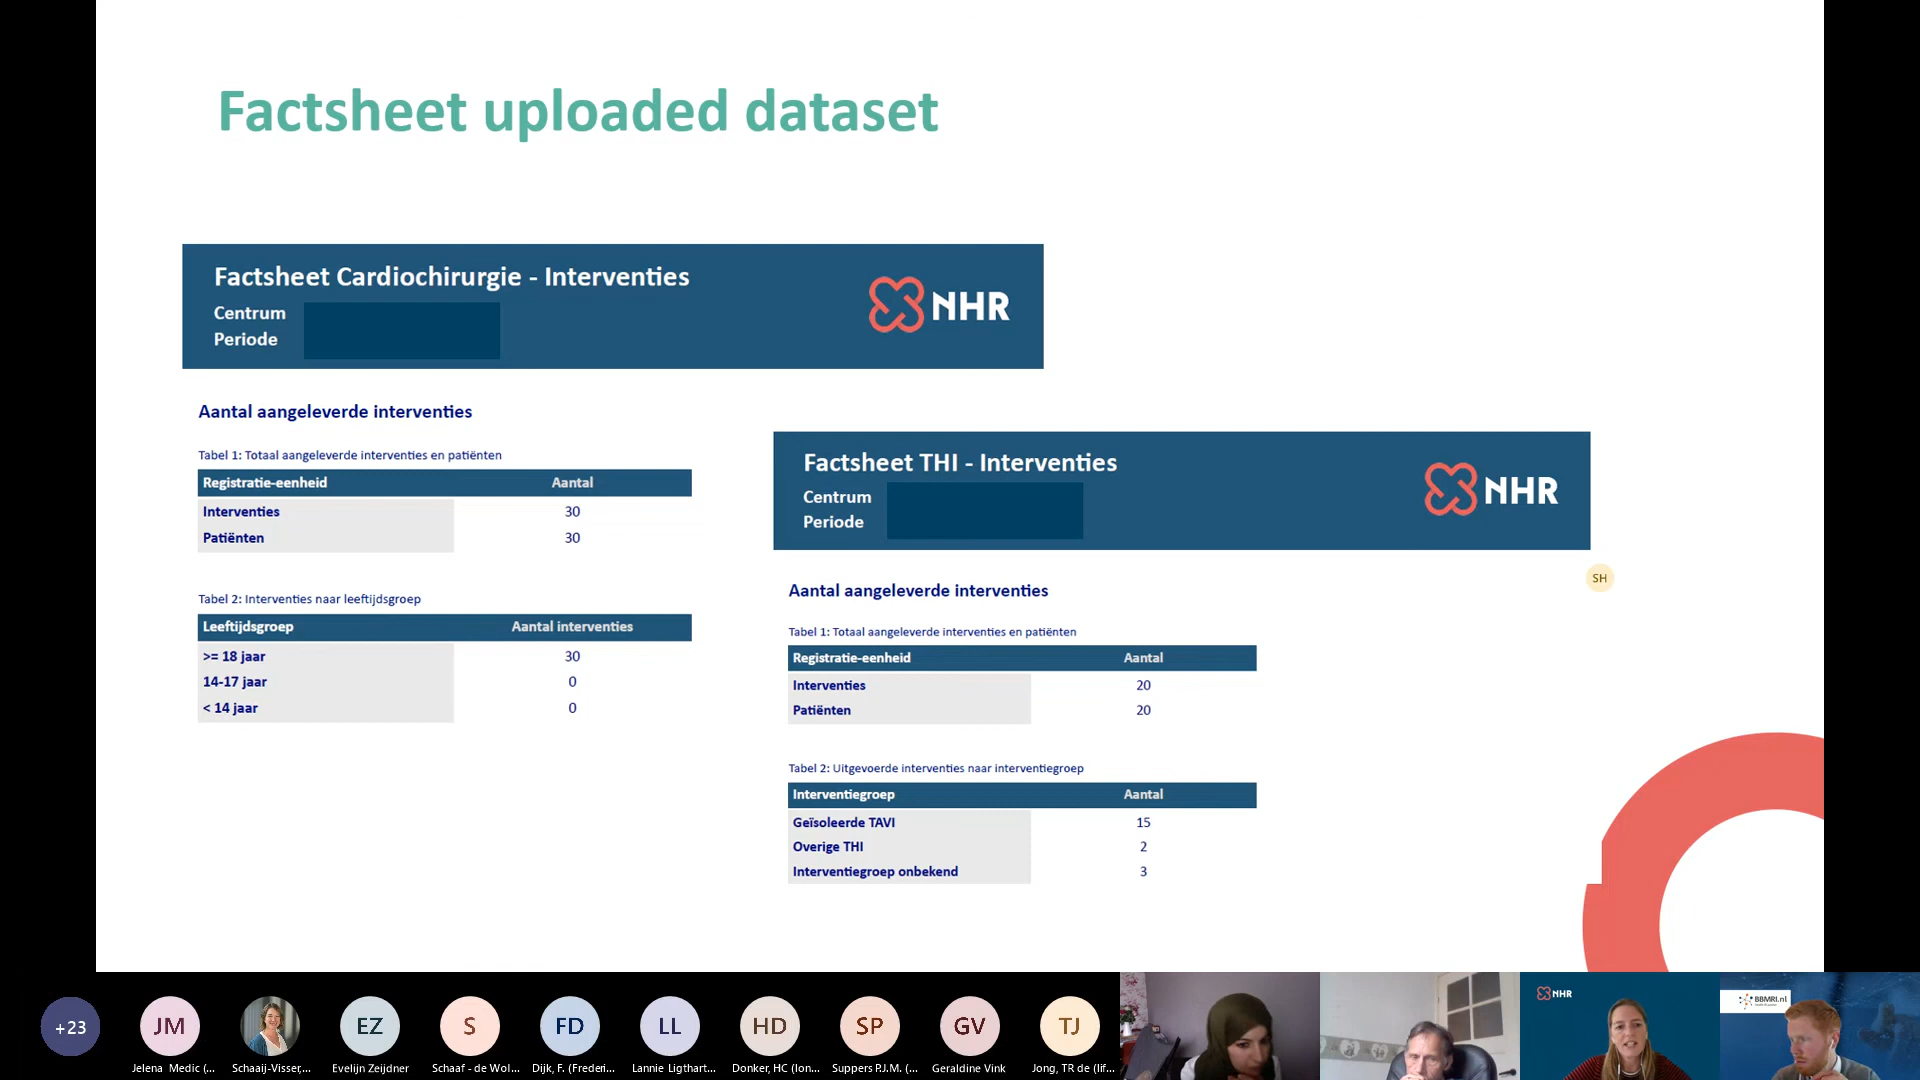 Factsheet uploaded dataset
Factsheet Cardiochirurgie - Interventies
Centrum
Periode
NHR
Aantal aangeleverde interventies
Tabel 1: Totaal aangeleverde interventies en patiënten
Registratie-eenheid Aantal
Interventies 30
Patiënten 30
Tabel 2: Interventies naar leeftijdsgroep
Leeftijdsgroep Aantal interventies
>= 18 jaar 30
14-17 jaar 0
< 14 jaar 0
Factsheet THI - Interventies
Centrum
Periode
NHR
SH
Aantal aangeleverde interventies
Tabel 1: Totaal aangeleverde interventies en patiënten
Registratie-eenheid Aantal
Interventies 20
Patiënten 20
Tabel 2: Uitgevoerde interventies naar interventiegroep
Interventiegroep Aantal
Geïsoleerde TAVI 15
Overige THI 2
Interventiegroep onbekend 3
+23
JM
EZ
S
FD
LL
HD
SP
GV
TJ
Jelena Medic (...
Schaaij-Visser,...
Evelijn Zeijdner
Schaaf - de Wol...
Dijk, F. (Frederi...
Lannie Ligthart...
Donker, HC (lon...
Suppers P.J.M. (...
Geraldine Vink
Jong, TR de (lif...
NHR
BBMRI.nl